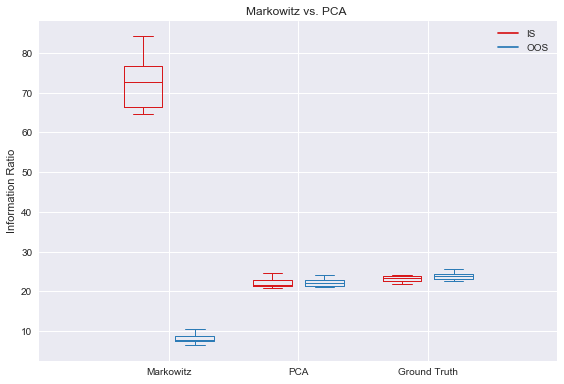 Markowitz vs. PCA
IS
OOS
Information Ratio
80
70
60
50
40
30
20
10
Markowitz
PCA
Ground Truth